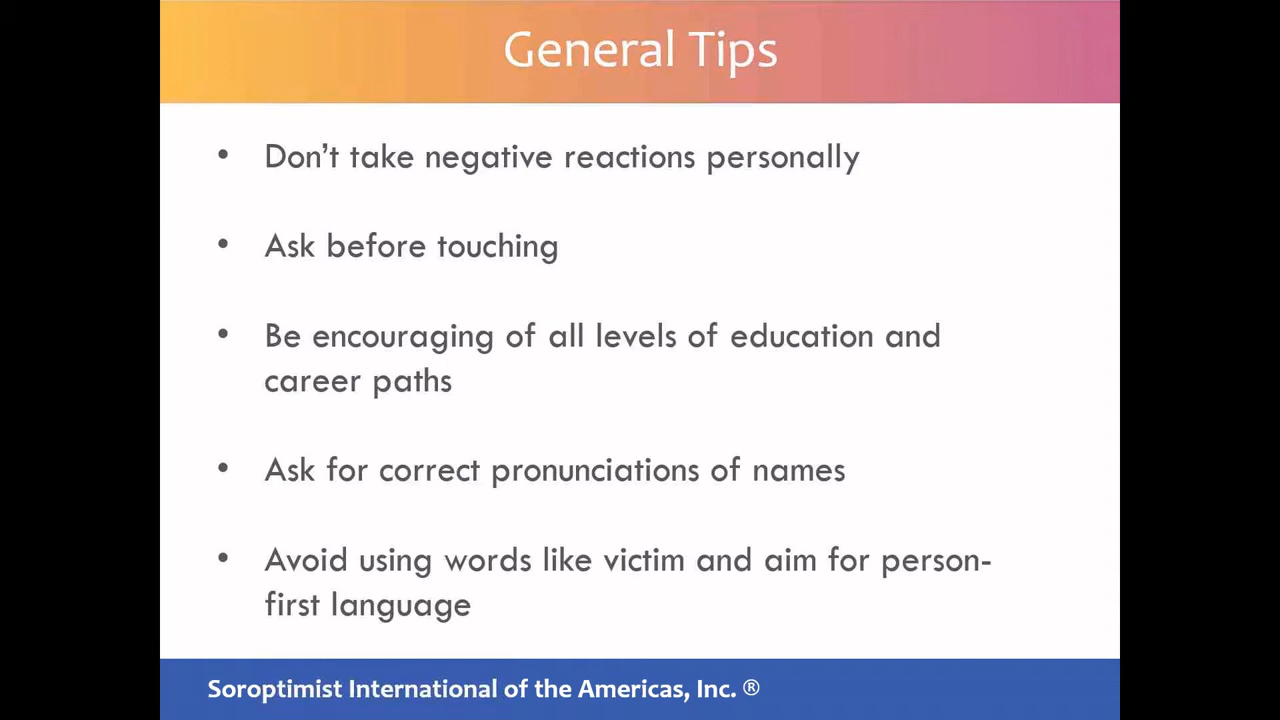 General Tips
• Don’t take negative reactions personally
• Ask before touching
• Be encouraging of all levels of education and
career paths
• Ask for correct pronunciations of names
• Avoid using words like victim and aim for person-
first language
Soroptimist International of the Americas, Inc. ®